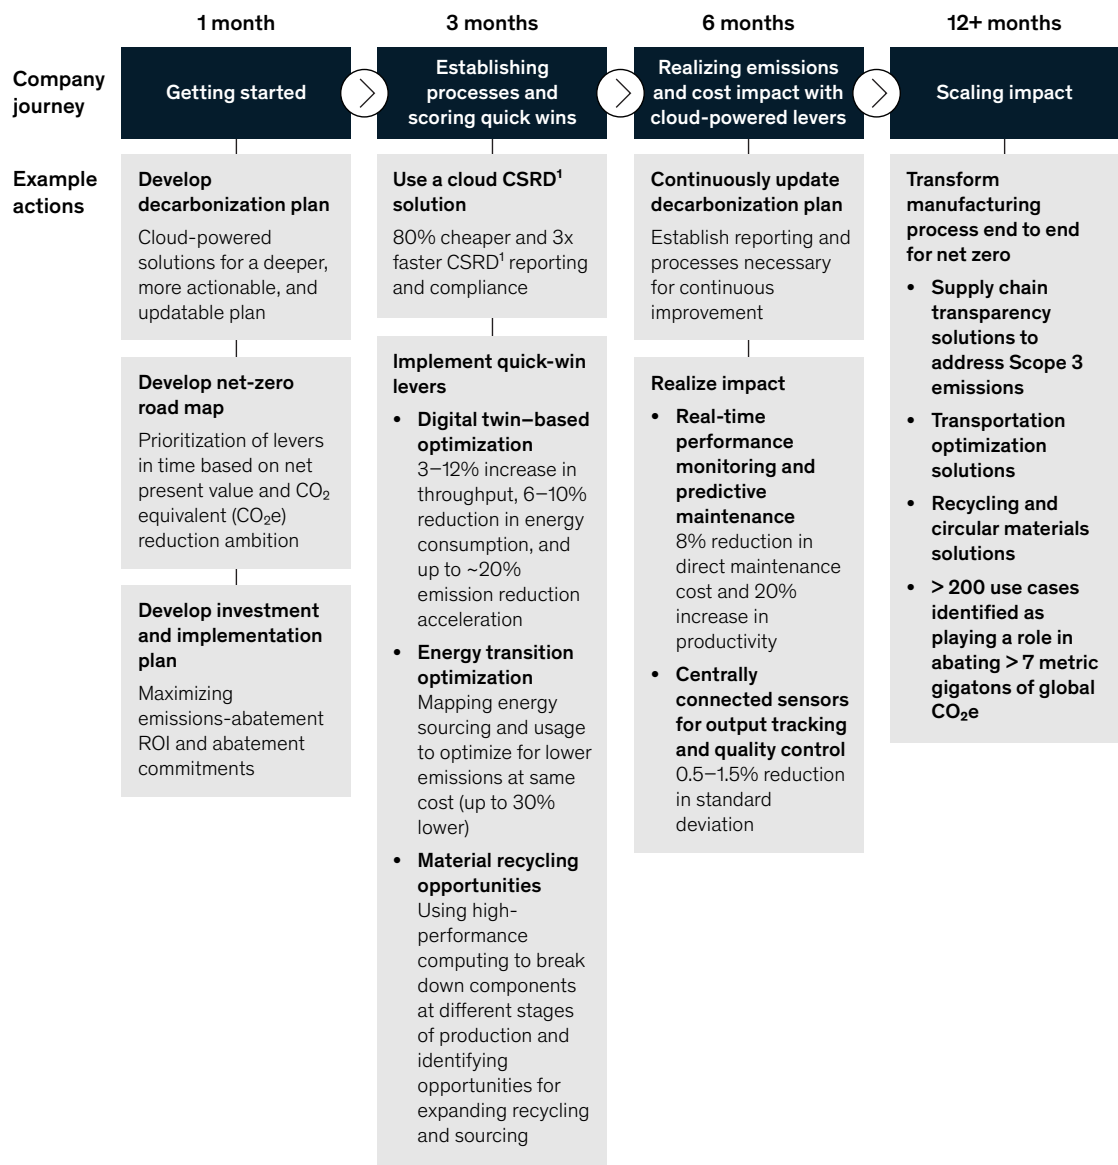 1 month
3 months
6 months
12+ months
Company
journey
Getting started
Establishing
processes and
scoring quick wins
Realizing emissions
and cost impact with
cloud-powered levers
Scaling impact
Example
actions
Develop
decarbonization plan
Cloud-powered
solutions for a deeper,
more actionable, and
updatable plan
Develop net-zero
road map
Prioritization of levers
in time based on net
present value and CO₂
equivalent (CO₂e)
reduction ambition
Develop investment
and implementation
plan
Maximizing
emissions-abatement
ROI and abatement
commitments
Use a cloud CSRD¹
solution
80% cheaper and 3x
faster CSRD¹ reporting
and compliance
Implement quick-win
levers
• Digital twin–based
optimization
3–12% increase in
throughput, 6–10%
reduction in energy
consumption, and
up to ~20%
emission reduction
acceleration
• Energy transition
optimization
Mapping energy
sourcing and usage
to optimize for lower
emissions at same
cost (up to 30%
lower)
• Material recycling
opportunities
Using high-
performance
computing to break
down components
at different stages
of production and
identifying
opportunities for
expanding recycling
and sourcing
Continuously update
decarbonization plan
Establish reporting and
processes necessary
for continuous
improvement
Realize impact
• Real-time
performance
monitoring and
predictive
maintenance
8% reduction in
direct maintenance
cost and 20%
increase in
productivity
• Centrally
connected sensors
for output tracking
and quality control
0.5–1.5% reduction
in standard
deviation
Transform
manufacturing
process end to end
for net zero
• Supply chain
transparency
solutions to
address Scope 3
emissions
• Transportation
optimization
solutions
• Recycling and
circular materials
solutions
• > 200 use cases
identified as
playing a role in
abating > 7 metric
gigatons of global
CO₂e